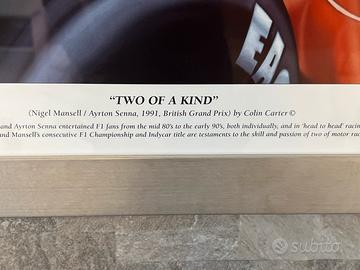 EA
"TWO OF A KIND"
(Nigel Mansell / Ayrton Senna, 1991, British Grand Prix) by Colin Carter ©
and Ayrton Senna entertained F1 fans from the mid 80's to the early 90's, both individually, and in 'head to head' racin
and Mansell's consecutive F1 Championship and Indycar title are testaments to the skill and passion of two of motor rac
subito